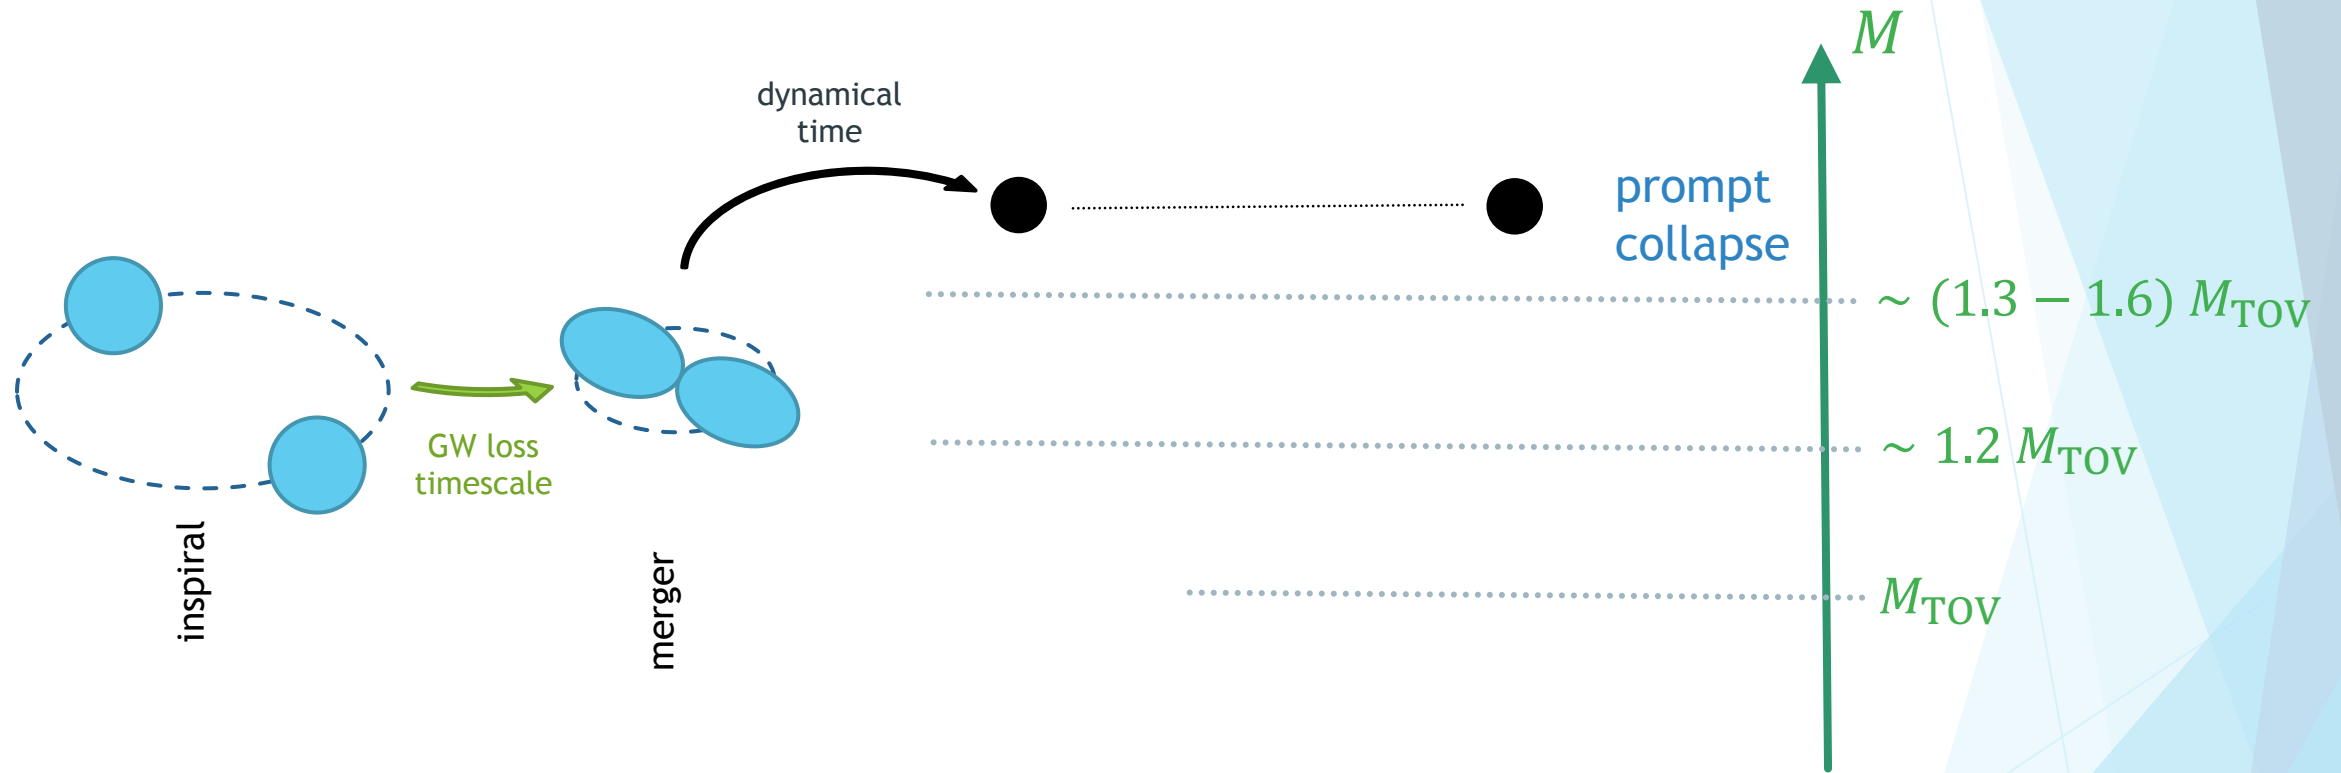 M
dynamical
time
prompt
collapse
~ (1.3 − 1.6) M_TOV
GW loss
timescale
~ 1.2 M_TOV
inspiral
merger
M_TOV